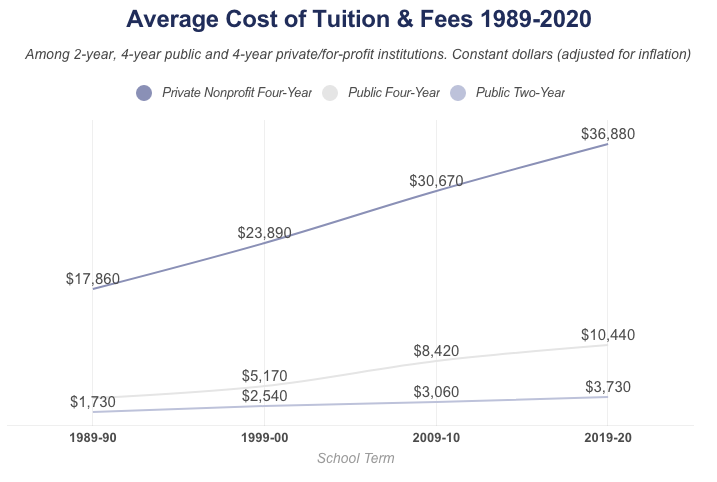 Average Cost of Tuition & Fees 1989-2020
Among 2-year, 4-year public and 4-year private/for-profit institutions. Constant dollars (adjusted for inflation)
Private Nonprofit Four-Year Public Four-Year Public Two-Year
$36,880
$30,670
$23,890
$17,860
$10,440
$8,420
$5,170
$3,730
$3,060
$2,540
$1,730
1989-90 1999-00 2009-10 2019-20
School Term